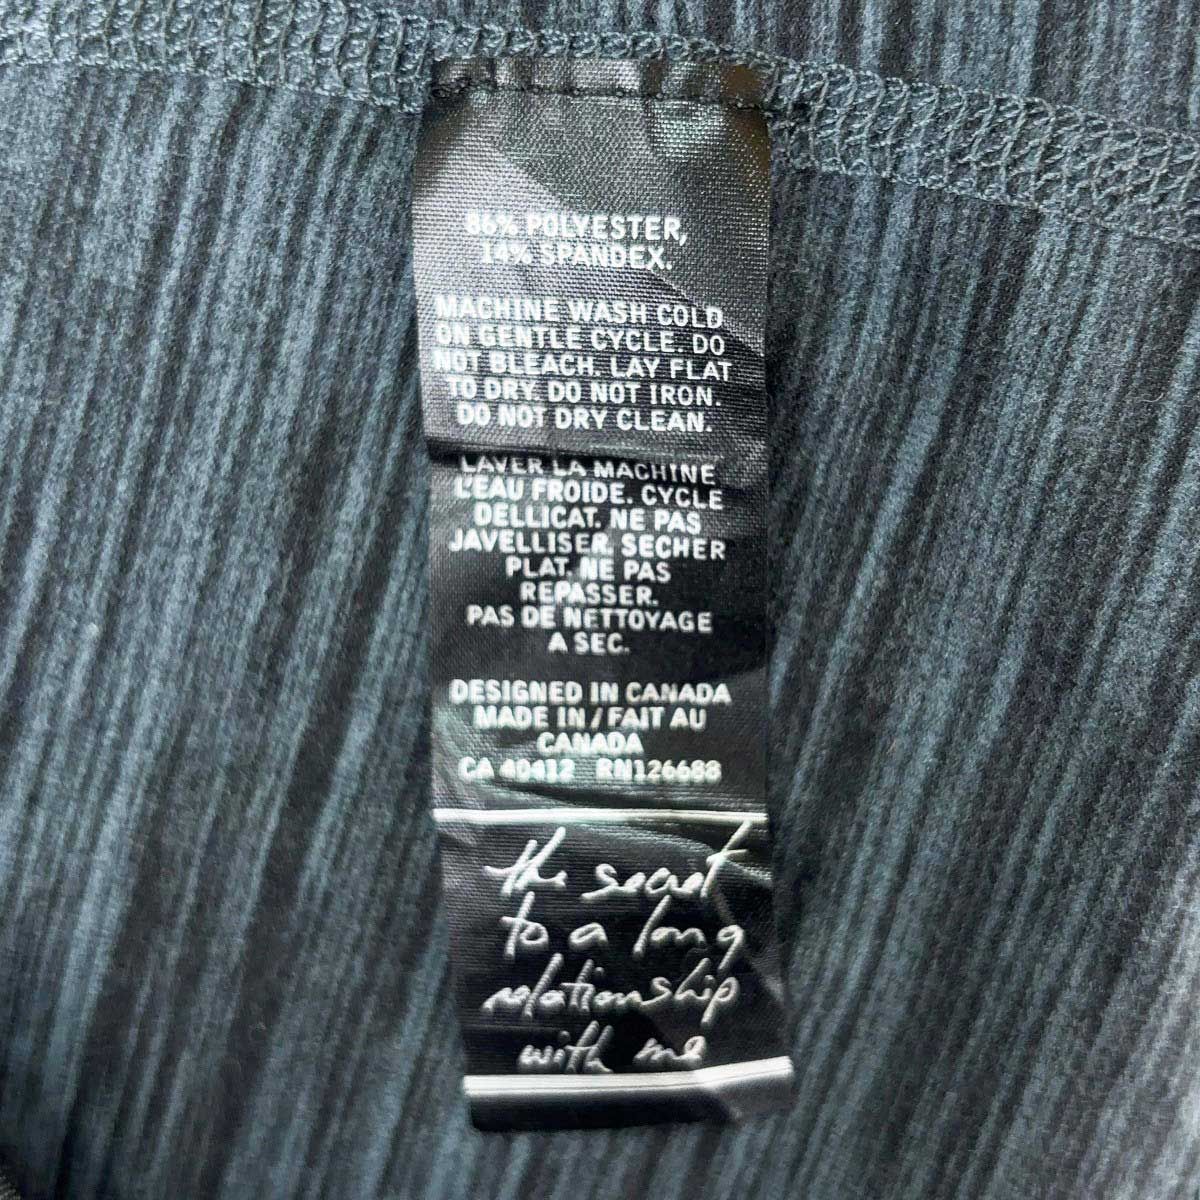 86% POLYESTER,
14% SPANDEX.
MACHINE WASH COLD
ON GENTLE CYCLE. DO
NOT BLEACH. LAY FLAT
TO DRY. DO NOT IRON.
DO NOT DRY CLEAN.
LAVER LA MACHINE
L'EAU FROIDE. CYCLE
DELLICAT. NE PAS
JAVELLISER. SECHER
PLAT. NE PAS
REPASSER.
PAS DE NETTOYAGE
A SEC.
DESIGNED IN CANADA
MADE IN / FAIT AU
CANADA
CA 40412 RN126688
the secret
to a long
relationship
with me